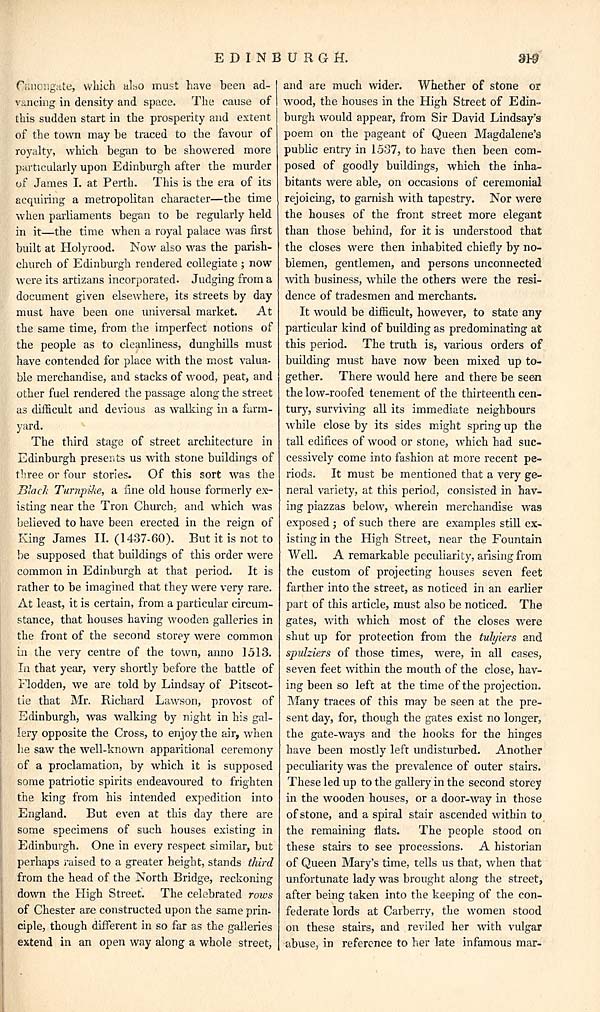 EDINBURGH.
319
Canongate, which also must have been ad-
vancing in density and space. The cause of
this sudden start in the prosperity and extent
of the town may be traced to the favour of
royalty, which began to be showered more
particularly upon Edinburgh after the murder
of James I. at Perth. This is the era of its
acquiring a metropolitan character—the time
when parliaments began to be regularly held
in it—the time when a royal palace was first
built at Holyrood. Now also was the parish-
church of Edinburgh rendered collegiate; now
were its artizans incorporated. Judging from a
document given elsewhere, its streets by day
must have been one universal market. At
the same time, from the imperfect notions of
the people as to cleanliness, dunghills must
have contended for place with the most valua-
ble merchandise, and stacks of wood, peat, and
other fuel rendered the passage along the street
as difficult and devious as walking in a farm-
yard.
The third stage of street architecture in
Edinburgh presents us with stone buildings of
three or four stories. Of this sort was the
Black Turnpike, a fine old house formerly ex-
isting near the Tron Church, and which was
believed to have been erected in the reign of
King James II. (1437-60). But it is not to
be supposed that buildings of this order were
common in Edinburgh at that period. It is
rather to be imagined that they were very rare.
At least, it is certain, from a particular circum-
stance, that houses having wooden galleries in
the front of the second storey were common
in the very centre of the town, anno 1513.
In that year, very shortly before the battle of
Flodden, we are told by Lindsay of Pitscot-
tie that Mr. Richard Lawson, provost of
Edinburgh, was walking by night in his gal-
lery opposite the Cross, to enjoy the air, when
he saw the well-known apparitional ceremony
of a proclamation, by which it is supposed
some patriotic spirits endeavoured to frighten
the king from his intended expedition into
England. But even at this day there are
some specimens of such houses existing in
Edinburgh. One in every respect similar, but
perhaps raised to a greater height, stands third
from the head of the North Bridge, reckoning
down the High Street. The celebrated rows
of Chester are constructed upon the same prin-
ciple, though different in so far as the galleries
extend in an open way along a whole street,
and are much wider. Whether of stone or
wood, the houses in the High Street of Edin-
burgh would appear, from Sir David Lindsay's
poem on the pageant of Queen Magdalene's
public entry in 1537, to have then been com-
posed of goodly buildings, which the inha-
bitants were able, on occasions of ceremonial
rejoicing, to garnish with tapestry. Nor were
the houses of the front street more elegant
than those behind, for it is understood that
the closes were then inhabited chiefly by no-
blemen, gentlemen, and persons unconnected
with business, while the others were the resi-
dence of tradesmen and merchants.
It would be difficult, however, to state any
particular kind of building as predominating at
this period. The truth is, various orders of
building must have now been mixed up to-
gether. There would here and there be seen
the low-roofed tenement of the thirteenth cen-
tury, surviving all its immediate neighbours
while close by its sides might spring up the
tall edifices of wood or stone, which had suc-
cessively come into fashion at more recent pe-
riods. It must be mentioned that a very ge-
neral variety, at this period, consisted in hav-
ing piazzas below, wherein merchandise was
exposed; of such there are examples still ex-
isting in the High Street, near the Fountain
Well. A remarkable peculiarity, arising from
the custom of projecting houses seven feet
farther into the street, as noticed in an earlier
part of this article, must also be noticed. The
gates, with which most of the closes were
shut up for protection from the tulyiers and
spulziers of those times, were, in all cases,
seven feet within the mouth of the close, hav-
ing been so left at the time of the projection.
Many traces of this may be seen at the pre-
sent day, for, though the gates exist no longer,
the gate-ways and the hooks for the hinges
have been mostly left undisturbed. Another
peculiarity was the prevalence of outer stairs.
These led up to the gallery in the second storey
in the wooden houses, or a door-way in those
of stone, and a spiral stair ascended within to
the remaining flats. The people stood on
these stairs to see processions. A historian
of Queen Mary's time, tells us that, when that
unfortunate lady was brought along the street,
after being taken into the keeping of the con-
federate lords at Carberry, the women stood
on these stairs, and reviled her with vulgar
abuse, in reference to her late infamous mar-